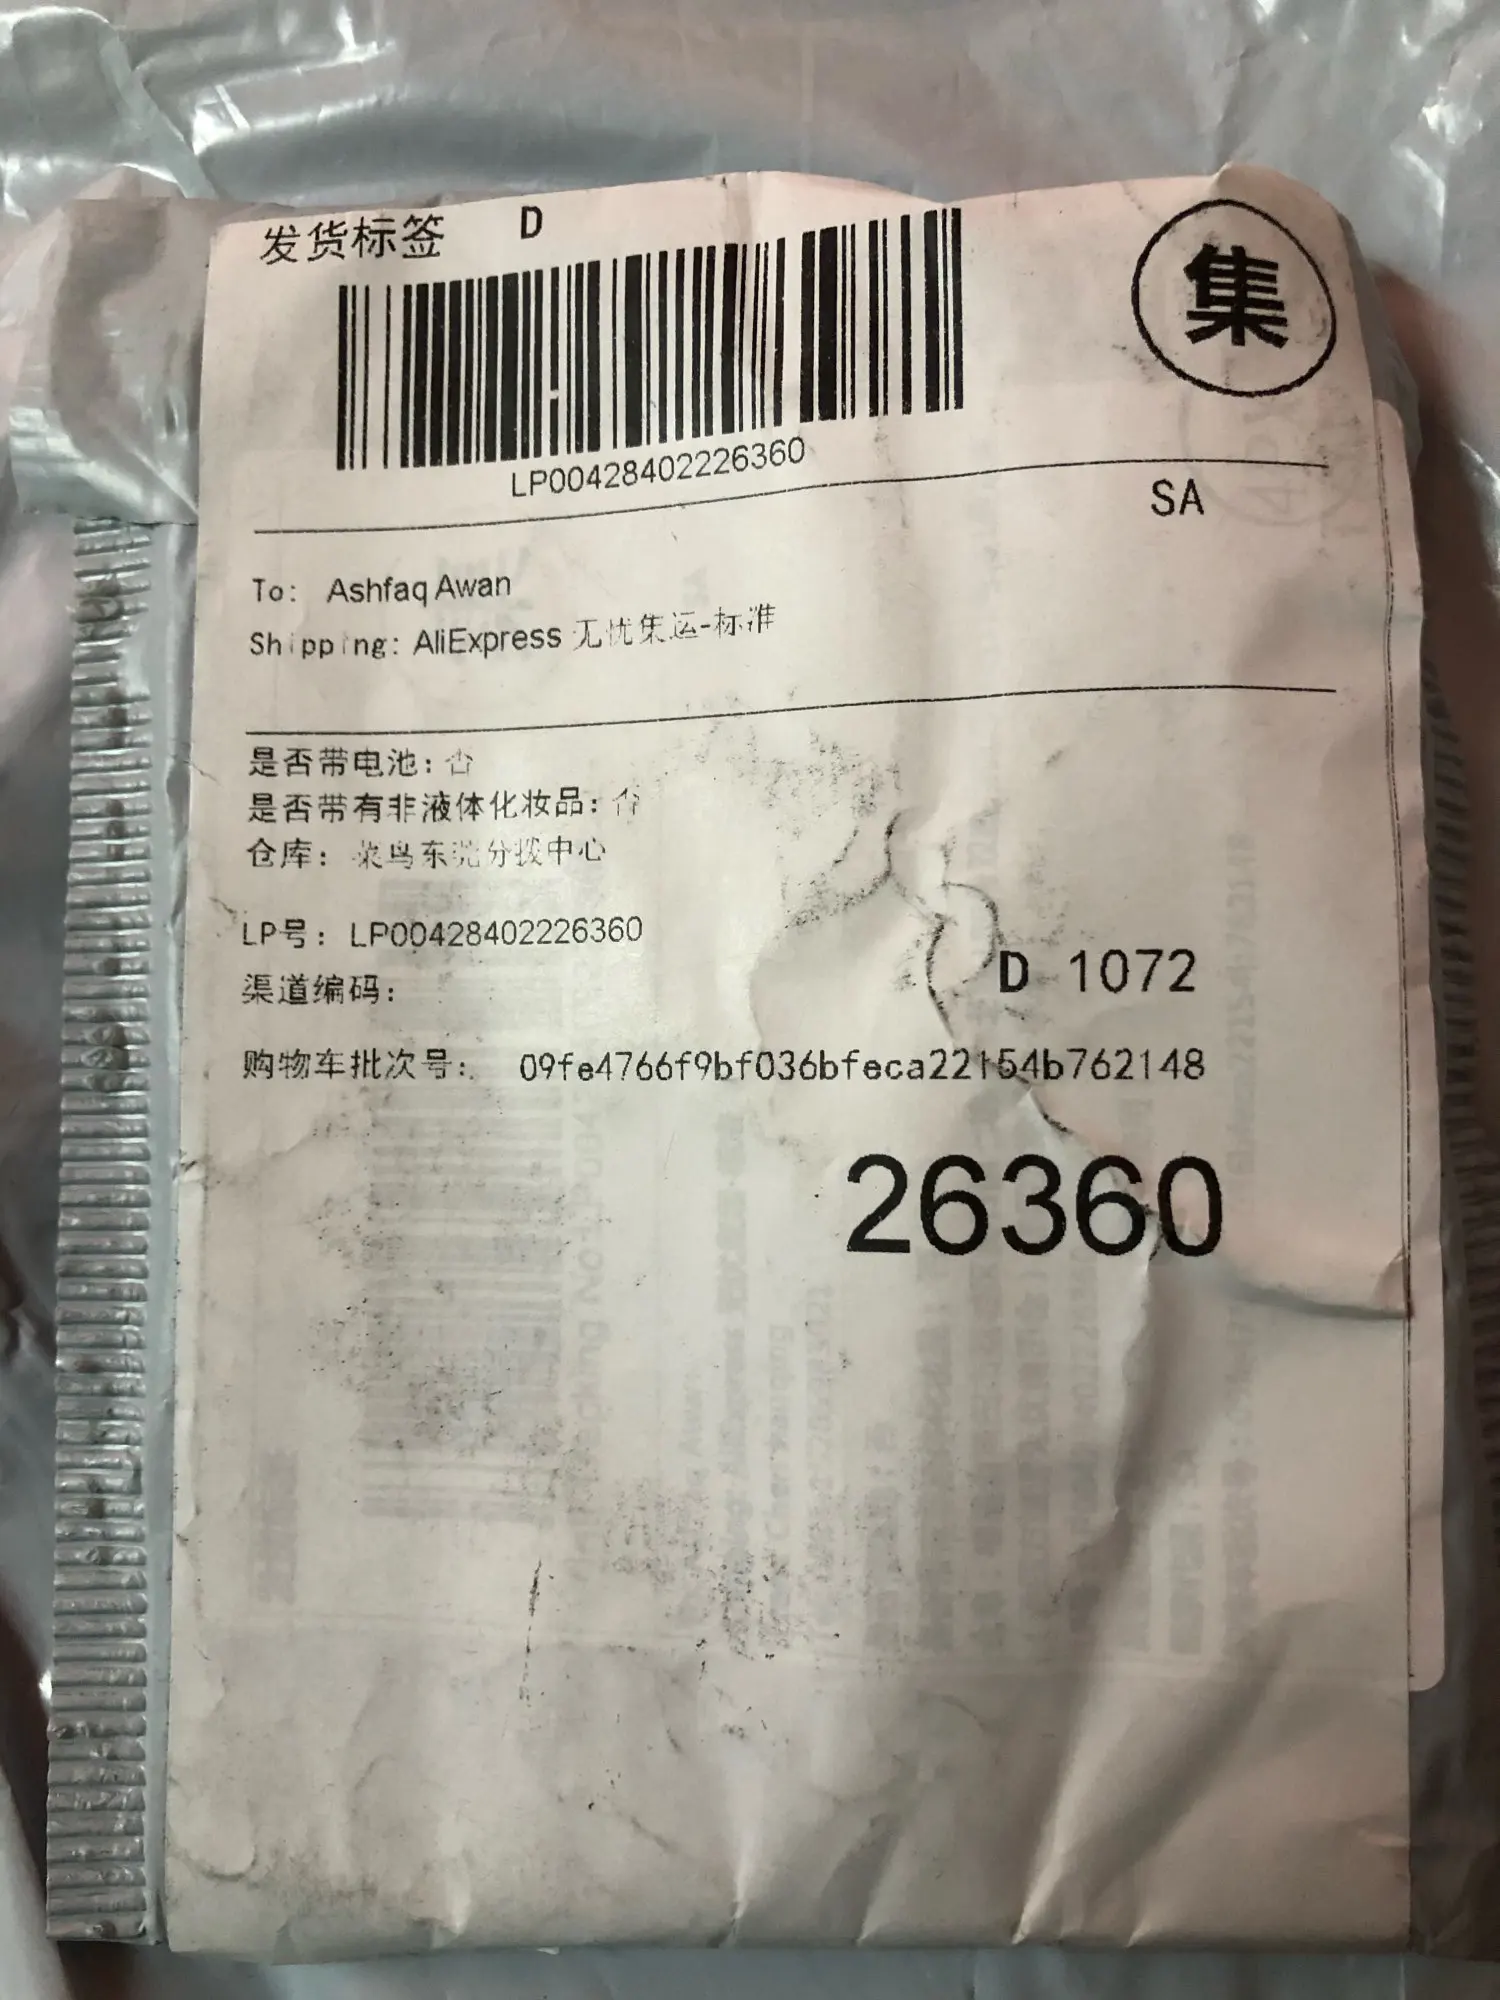 发货标签 D
集
LP00428402226360
SA
To: Ashfaq Awan
Shipping: AliExpress 无忧集运-标准
是否带电池: 否
是否带有非液体化妆品: 否
仓库: 菜鸟东莞分拨中心
LP号: LP00428402226360
D 1072
渠道编码:
购物车批次号: 09fe4766f9bf036bfeca22f54b762148
26360